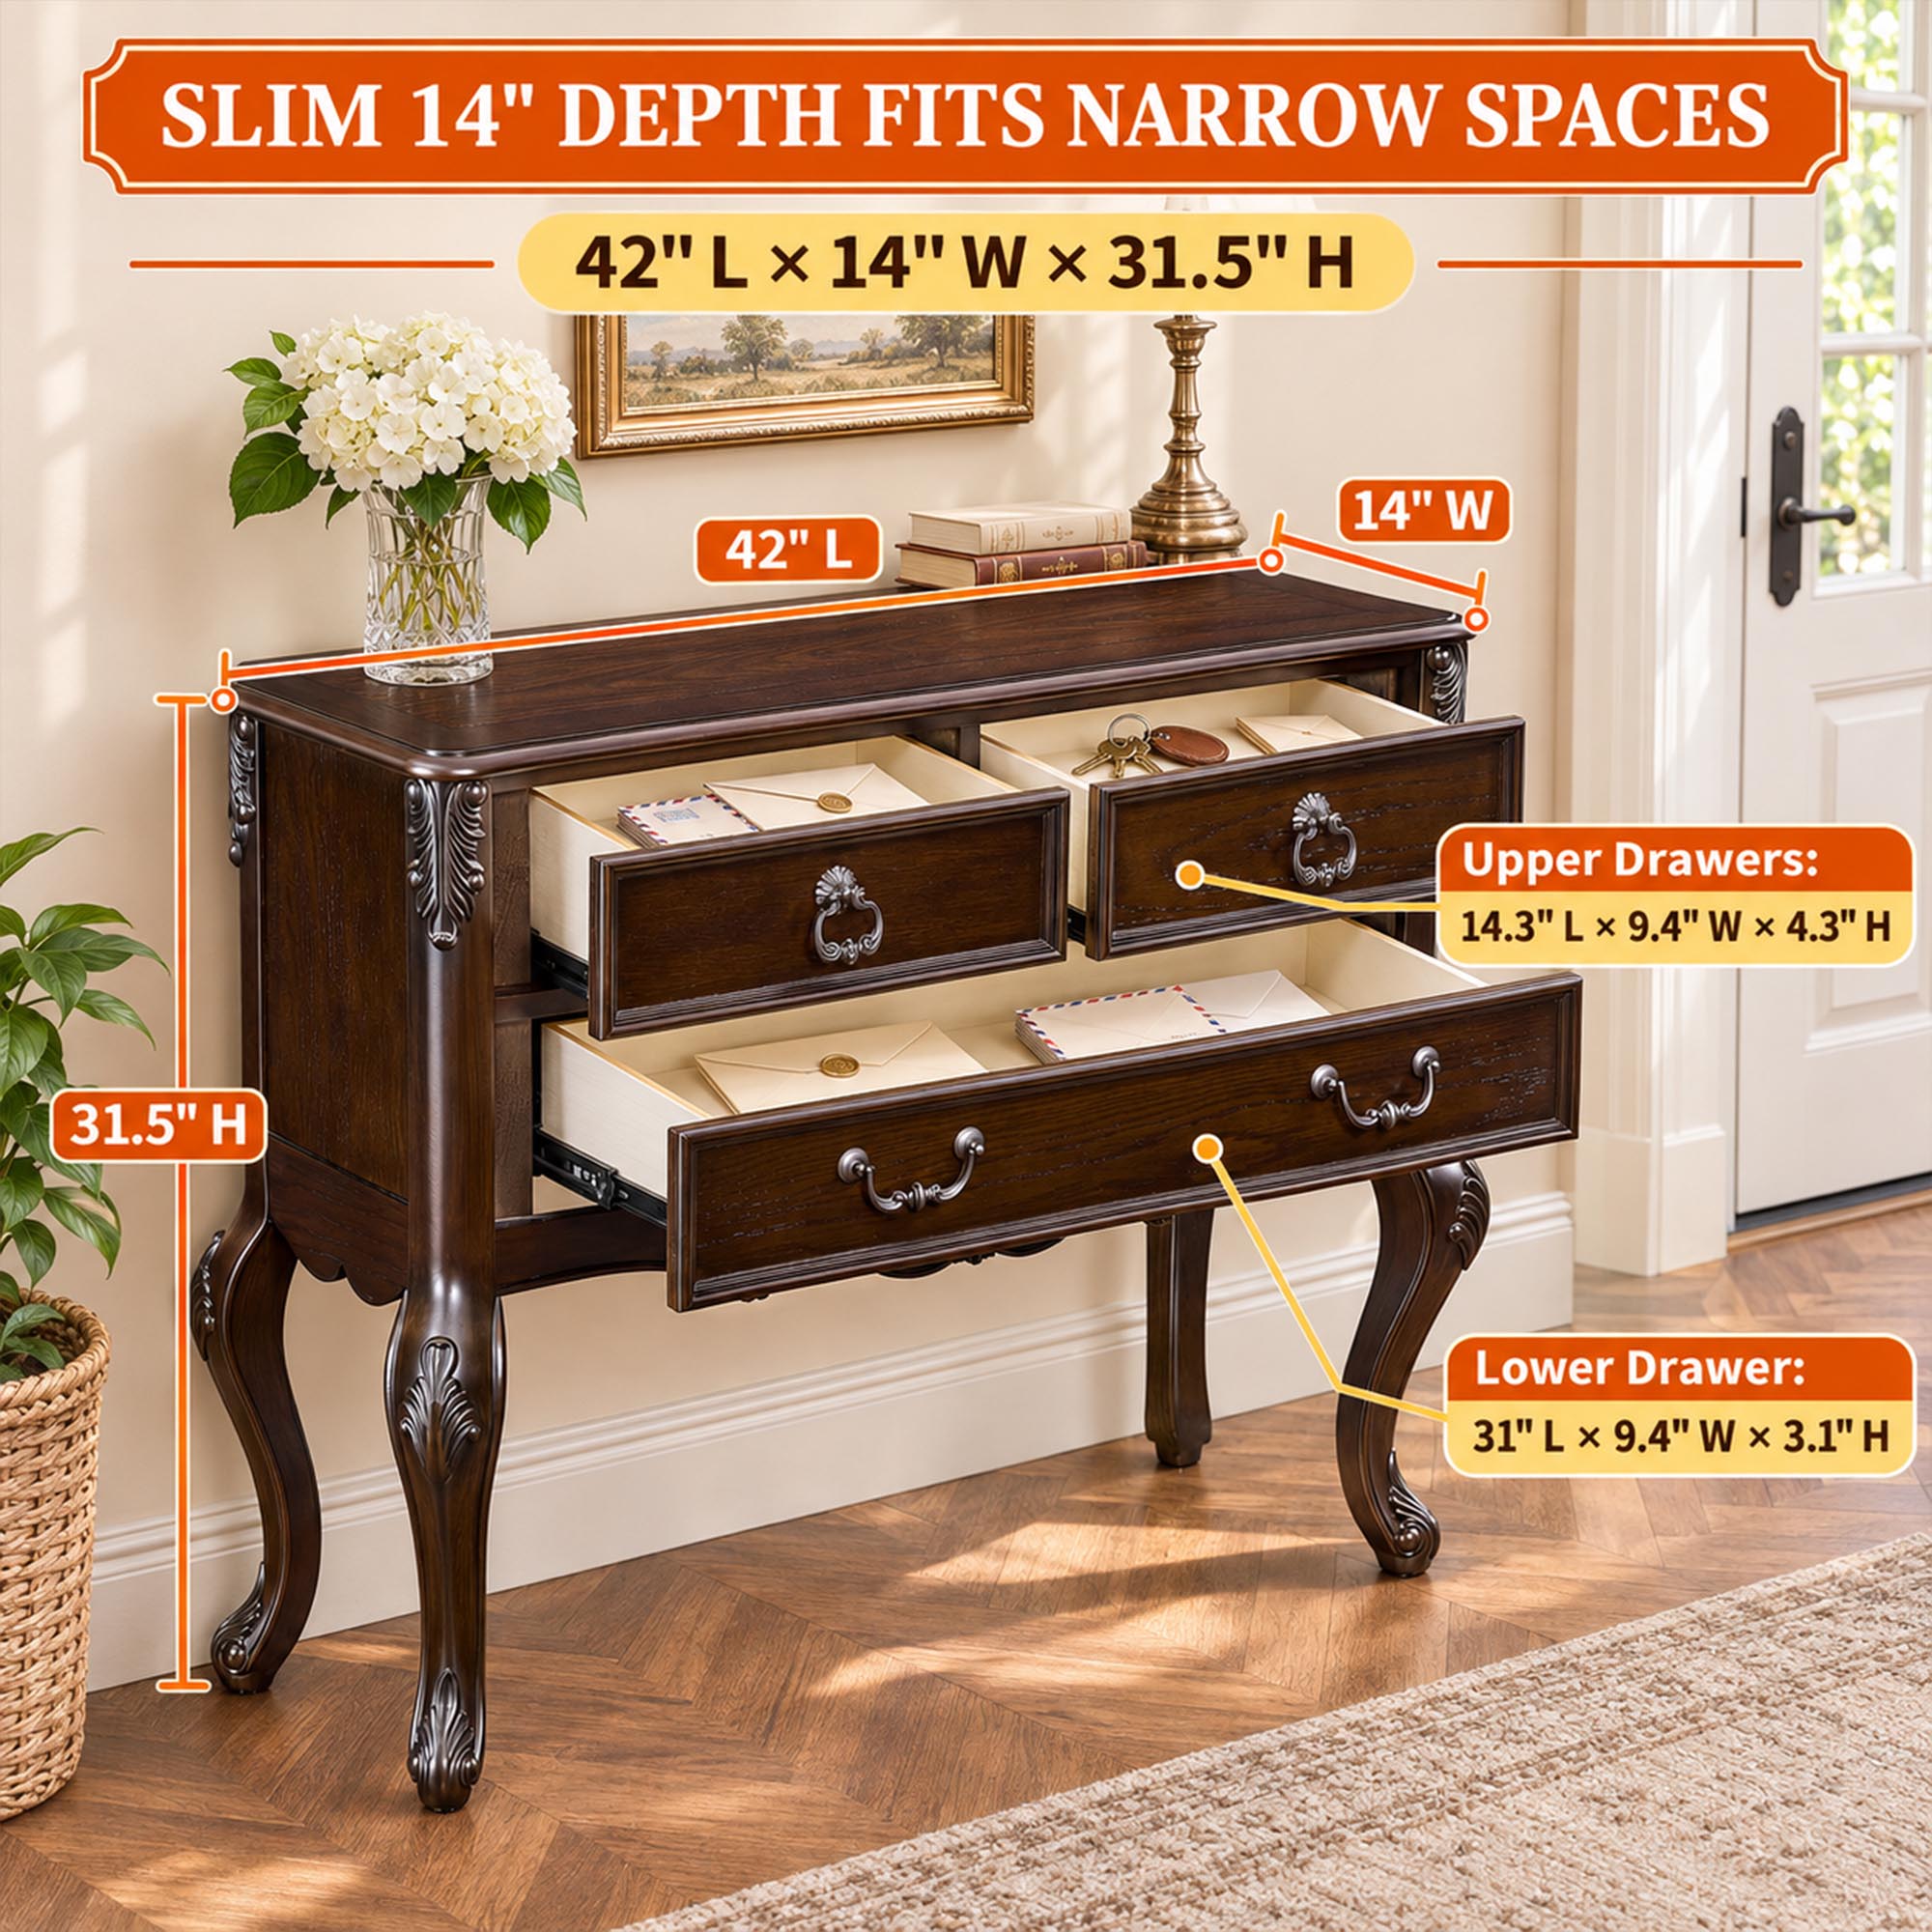 SLIM 14" DEPTH FITS NARROW SPACES
42" L × 14" W × 31.5" H
14" W
42" L
Upper Drawers:
14.3" L × 9.4" W × 4.3" H
31.5" H
Lower Drawer:
31" L × 9.4" W × 3.1" H